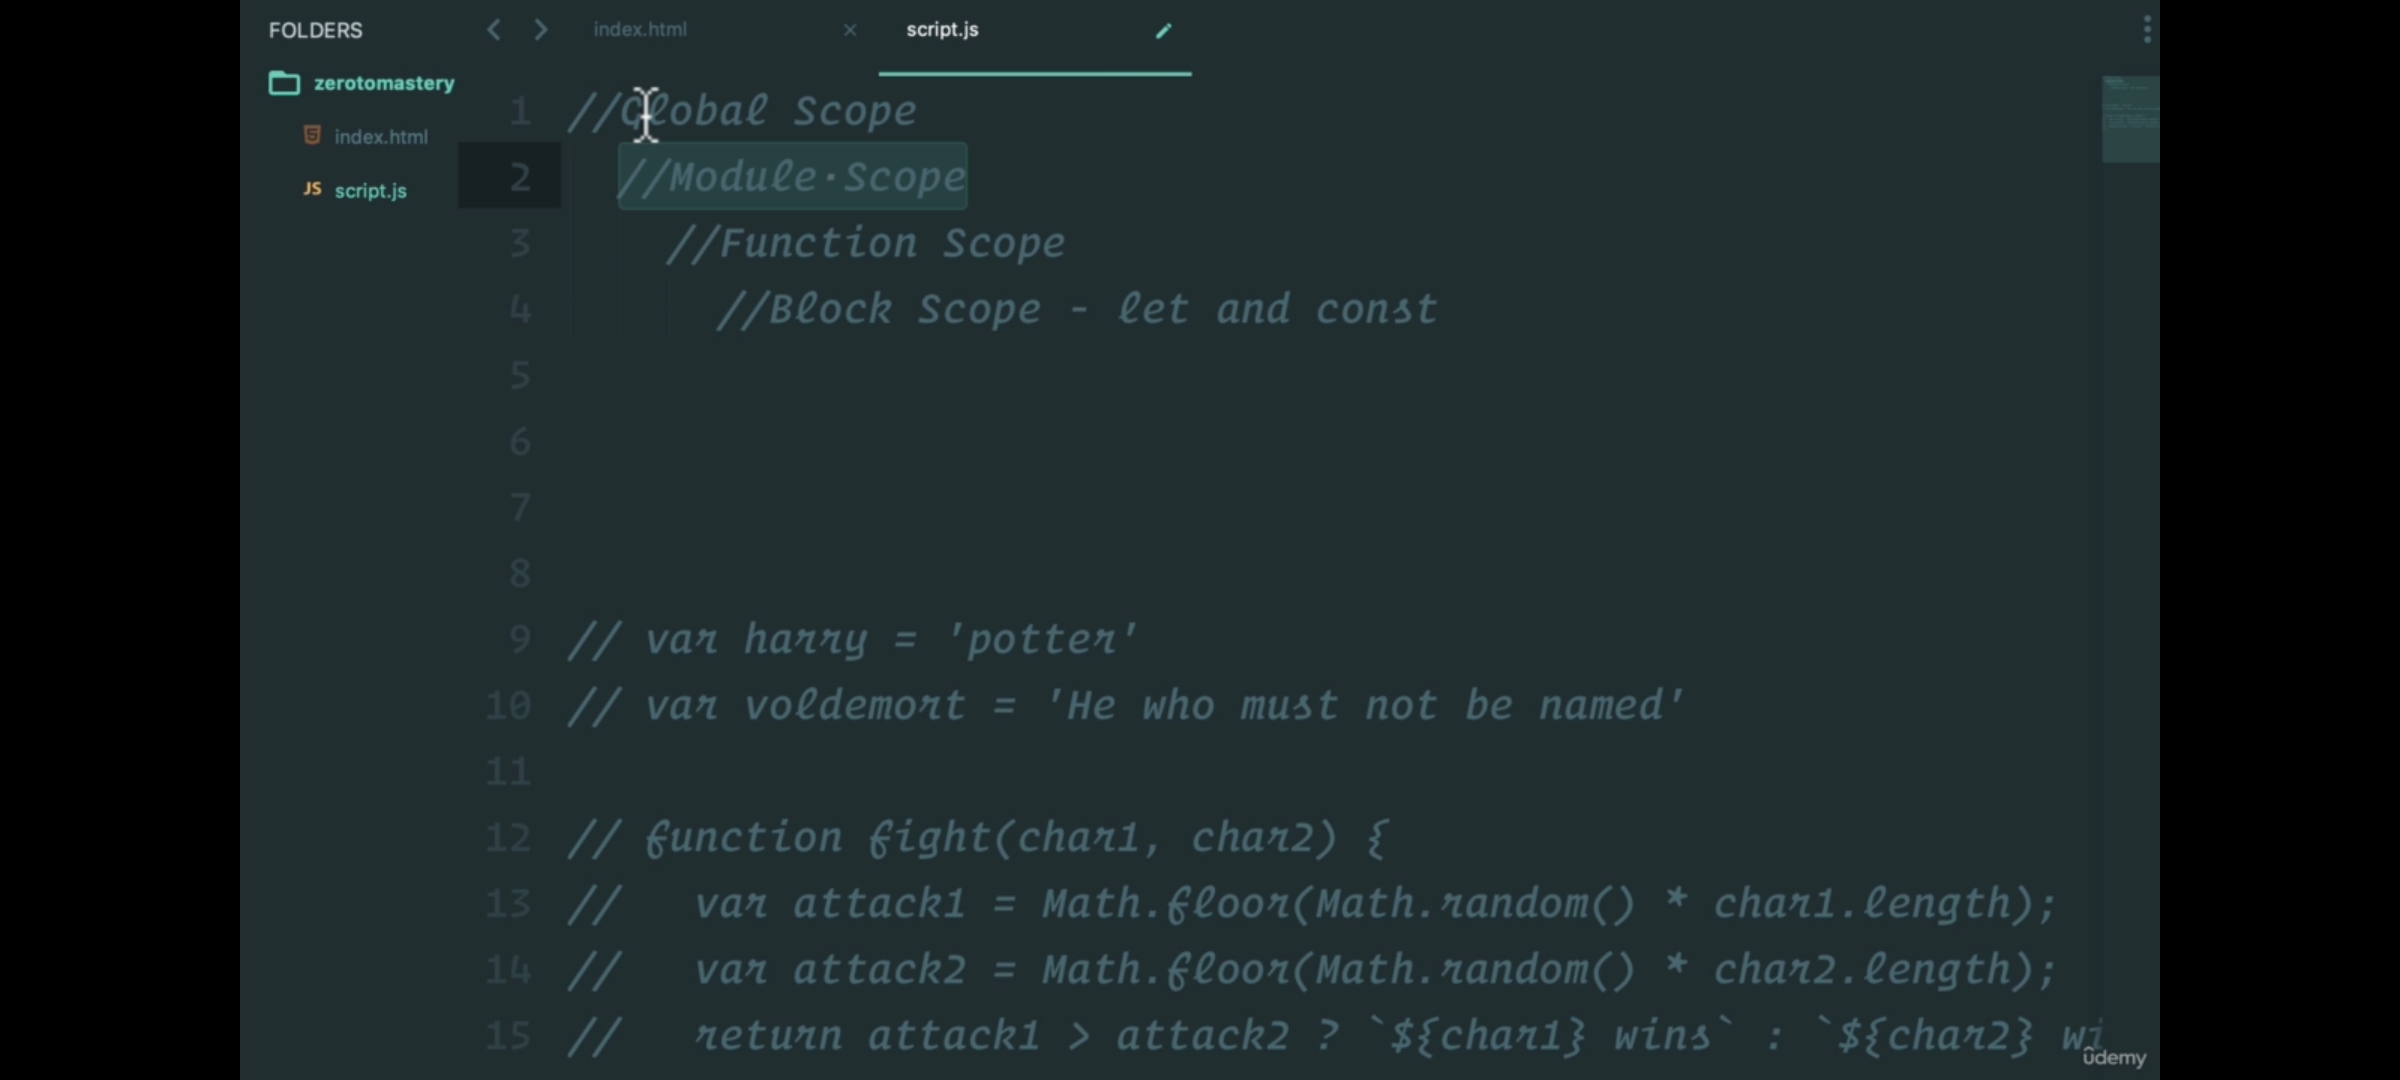 FOLDERS
index.html
script.js
zerotomastery
index.html
JS script.js
1 //Global Scope
2 //Module·Scope
3 //Function Scope
4 //Block Scope - let and const
5
6
7
8
9 // var harry = 'potter'
10 // var voldemort = 'He who must not be named'
11
12 // function fight(char1, char2) {
13 // var attack1 = Math.floor(Math.random() * char1.length);
14 // var attack2 = Math.floor(Math.random() * char2.length);
15 // return attack1 > attack2 ? `${char1} wins` : `${char2} wi
udemy